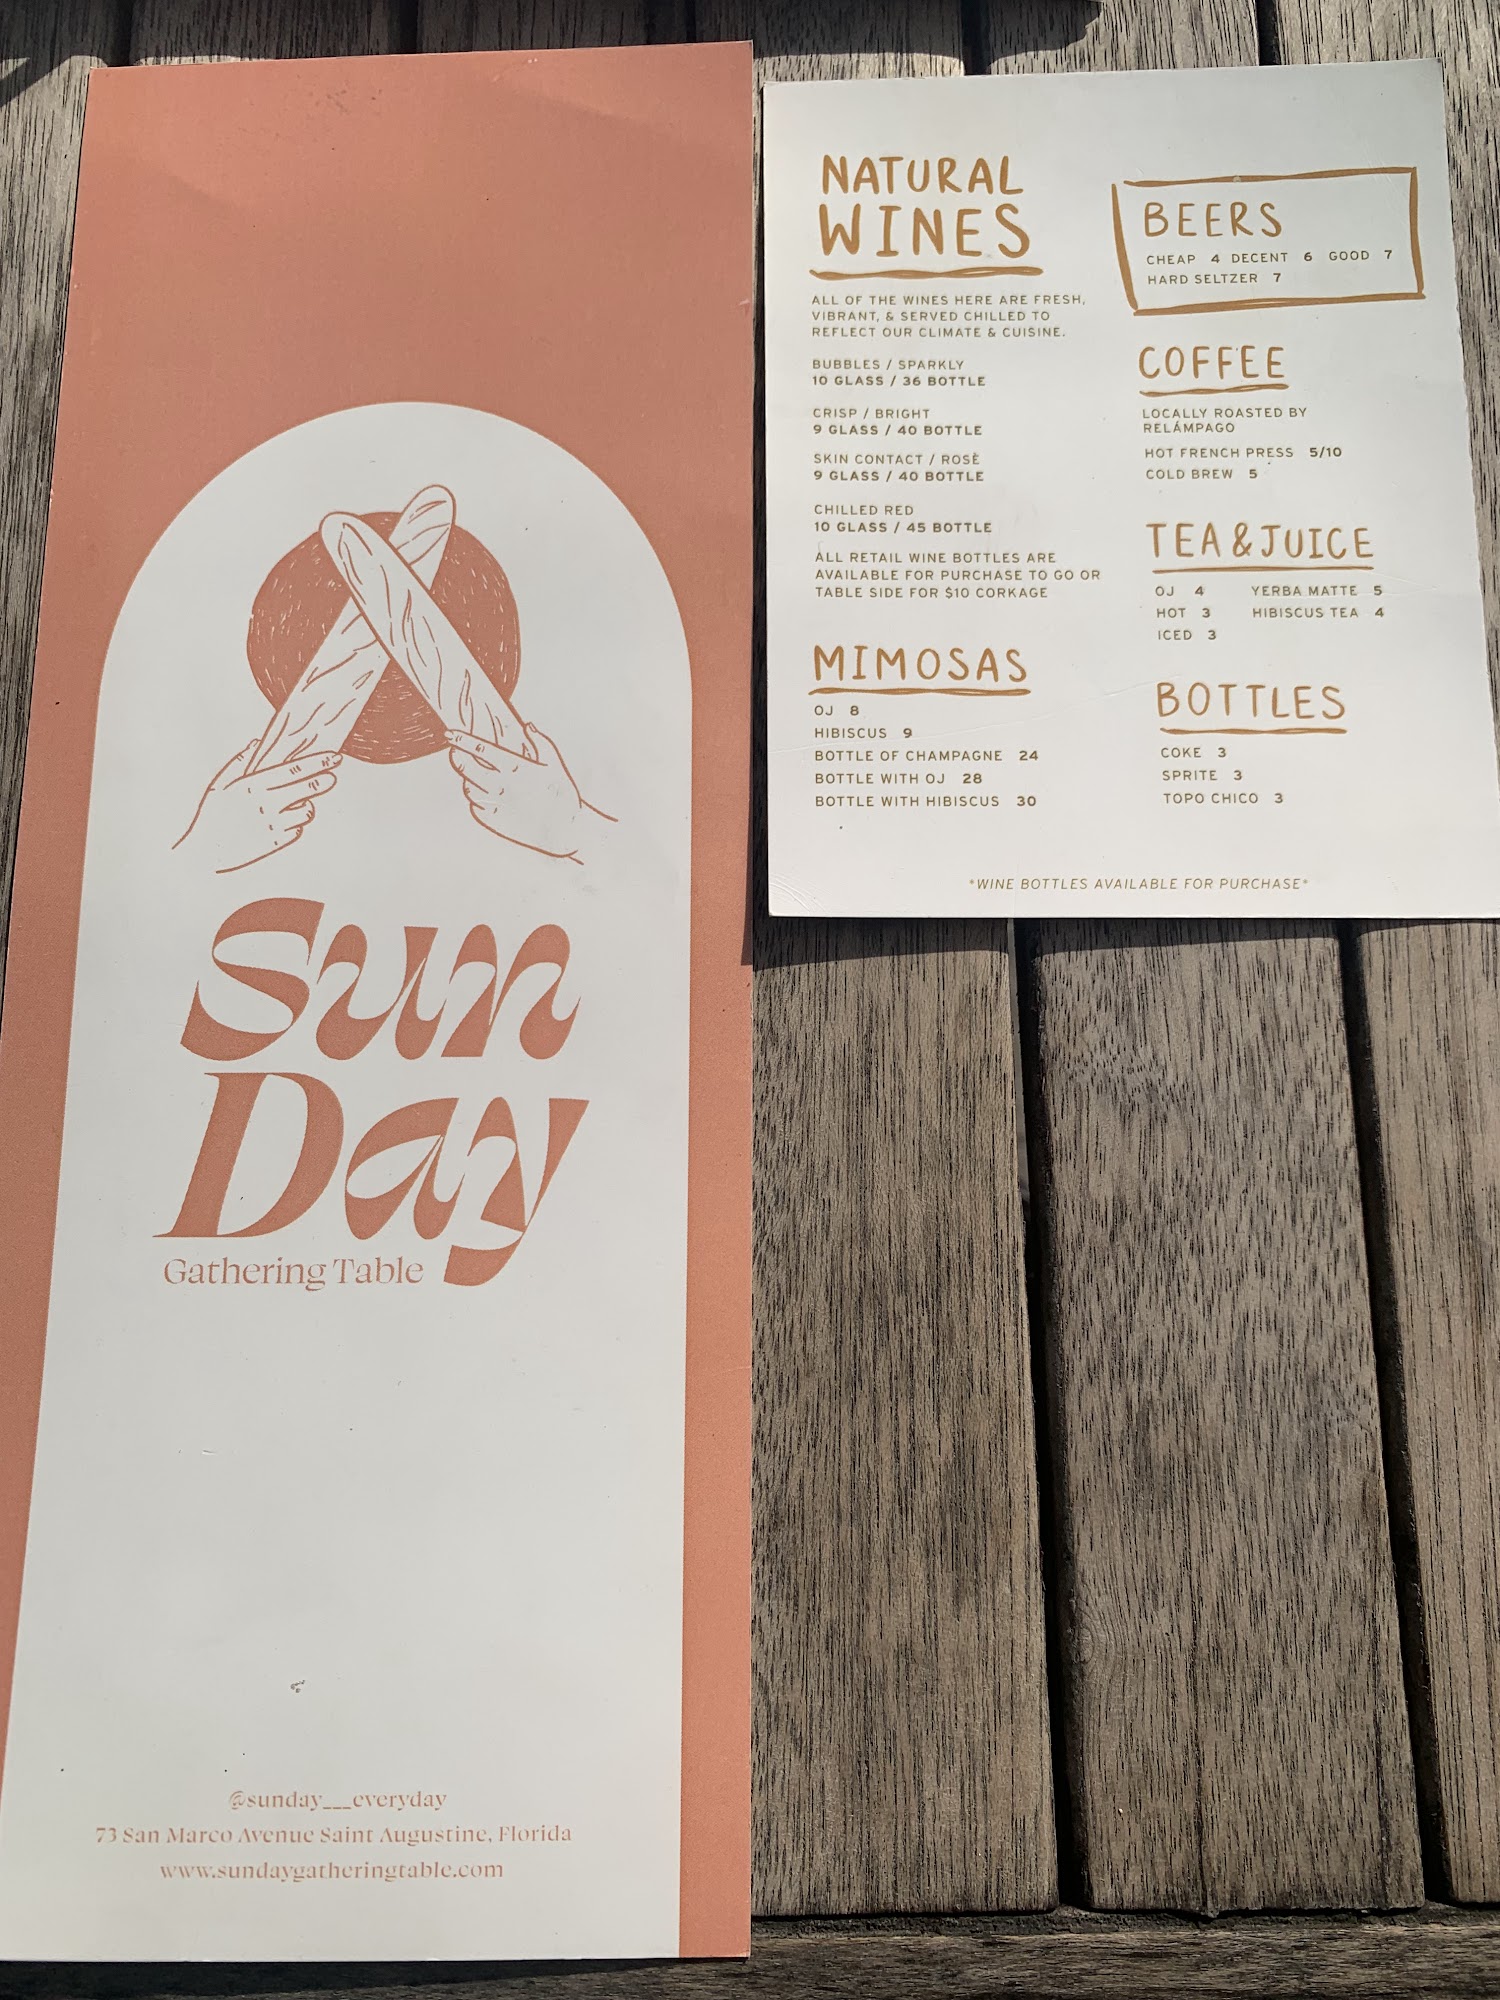 Sun
Day
Gathering Table
@sunday___everyday
73 San Marco Avenue Saint Augustine, Florida
www.sundaygatheringtable.com
NATURAL
WINES
ALL OF THE WINES HERE ARE FRESH,
VIBRANT, & SERVED CHILLED TO
REFLECT OUR CLIMATE & CUISINE.
BUBBLES / SPARKLY
10 GLASS / 36 BOTTLE
CRISP / BRIGHT
9 GLASS / 40 BOTTLE
SKIN CONTACT / ROSÈ
9 GLASS / 40 BOTTLE
CHILLED RED
10 GLASS / 45 BOTTLE
ALL RETAIL WINE BOTTLES ARE
AVAILABLE FOR PURCHASE TO GO OR
TABLE SIDE FOR $10 CORKAGE
MIMOSAS
OJ 8
HIBISCUS 9
BOTTLE OF CHAMPAGNE 24
BOTTLE WITH OJ 28
BOTTLE WITH HIBISCUS 30
BEERS
CHEAP 4 DECENT 6 GOOD 7
HARD SELTZER 7
COFFEE
LOCALLY ROASTED BY
RELÁMPAGO
HOT FRENCH PRESS 5/10
COLD BREW 5
TEA & JUICE
OJ 4 YERBA MATTE 5
HOT 3 HIBISCUS TEA 4
ICED 3
BOTTLES
COKE 3
SPRITE 3
TOPO CHICO 3
*WINE BOTTLES AVAILABLE FOR PURCHASE*